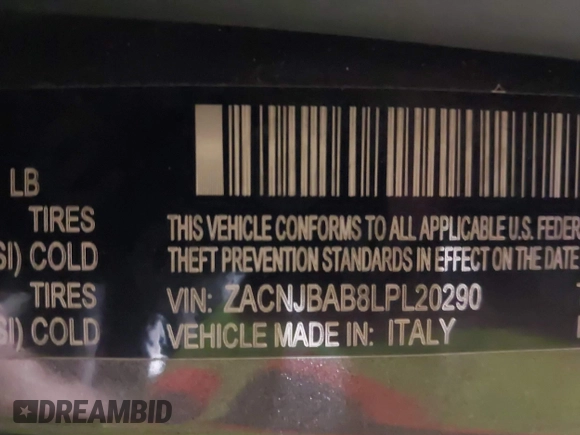 LB
TIRES
SI) COLD
TIRES
SI) COLD
THIS VEHICLE CONFORMS TO ALL APPLICABLE U.S. FEDER
THEFT PREVENTION STANDARDS IN EFFECT ON THE DATE
VIN: ZACNJBAB8LPL20290
VEHICLE MADE IN: ITALY
DREAMBID